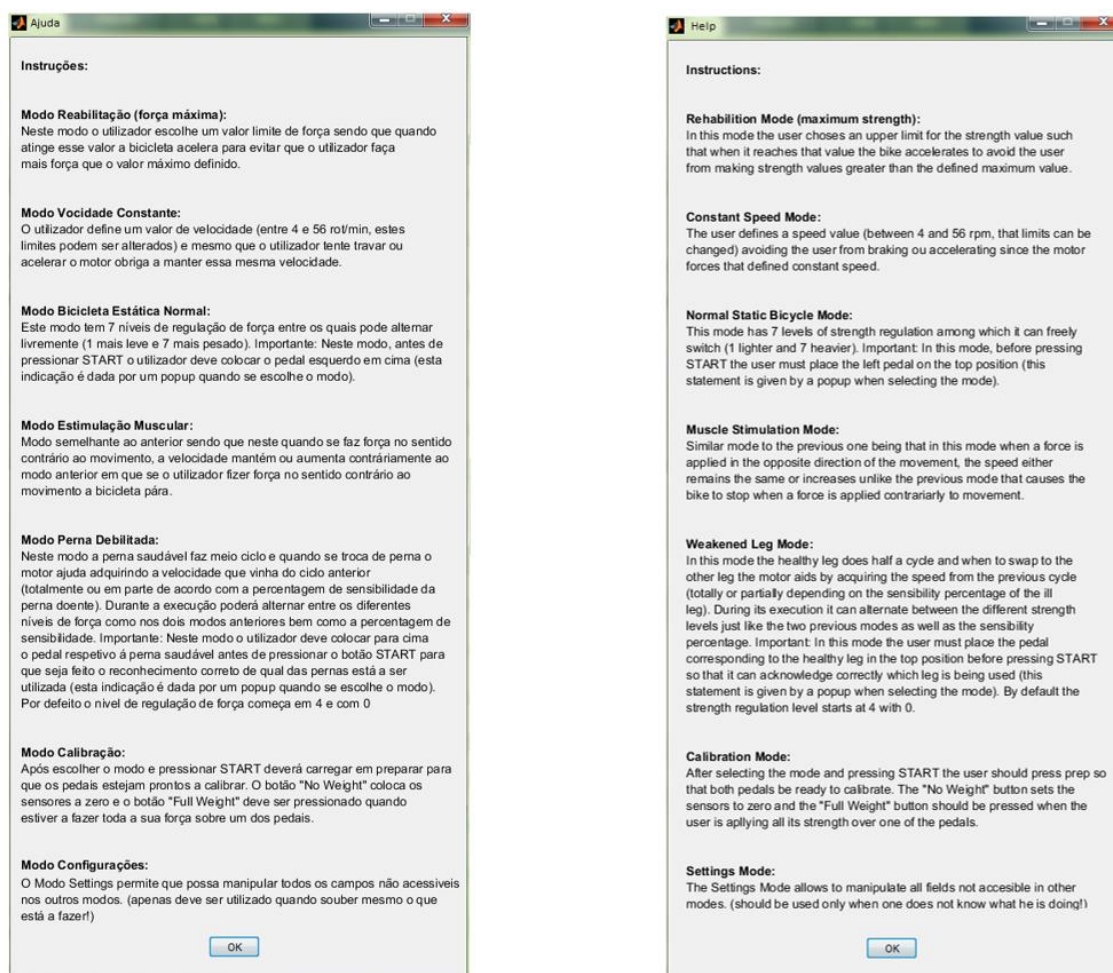 Ajuda
Instruções:
Modo Reabilitação (força máxima):
Neste modo o utilizador escolhe um valor limite de força sendo que quando
atinge esse valor a bicicleta acelera para evitar que o utilizador faça
mais força que o valor máximo definido.
Modo Vocidade Constante:
O utilizador define um valor de velocidade (entre 4 e 56 rot/min, estes
limites podem ser alterados) e mesmo que o utilizador tente travar ou
acelerar o motor obriga a manter essa mesma velocidade.
Modo Bicicleta Estática Normal:
Este modo tem 7 níveis de regulação de força entre os quais pode alternar
livremente (1 mais leve e 7 mais pesado). Importante: Neste modo, antes de
pressionar START o utilizador deve colocar o pedal esquerdo em cima (esta
indicação é dada por um popup quando se escolhe o modo).
Modo Estimulação Muscular:
Modo semelhante ao anterior sendo que neste quando se faz força no sentido
contrário ao movimento, a velocidade mantém ou aumenta contráriamente ao
modo anterior em que se o utilizador fizer força no sentido contrário ao
movimento a bicicleta pára.
Modo Perna Debilitada:
Neste modo a perna saudável faz meio ciclo e quando se troca de perna o
motor ajuda adquirindo a velocidade que vinha do ciclo anterior
(totalmente ou em parte de acordo com a percentagem de sensibilidade da
perna doente). Durante a execução poderá alternar entre os diferentes
níveis de força como nos dois modos anteriores bem como a percentagem de
sensibilidade. Importante: Neste modo o utilizador deve colocar para cima
o pedal respetivo á perna saudável antes de pressionar o botão START para
que seja feito o reconhecimento correto de qual das pernas está a ser
utilizada (esta indicação é dada por um popup quando se escolhe o modo).
Por defeito o nivel de regulação de força começa em 4 e com 0
Modo Calibração:
Após escolher o modo e pressionar START deverá carregar em preparar para
que os pedais estejam prontos a calibrar. O botão "No Weight" coloca os
sensores a zero e o botão "Full Weight" deve ser pressionado quando
estiver a fazer toda a sua força sobre um dos pedais.
Modo Configurações:
O Modo Settings permite que possa manipular todos os campos não acessiveis
nos outros modos. (apenas deve ser utilizado quando souber mesmo o que
está a fazer!)
OK
Help
Instructions:
Rehabilition Mode (maximum strength):
In this mode the user choses an upper limit for the strength value such
that when it reaches that value the bike accelerates to avoid the user
from making strength values greater than the defined maximum value.
Constant Speed Mode:
The user defines a speed value (between 4 and 56 rpm, that limits can be
changed) avoiding the user from braking ou accelerating since the motor
forces that defined constant speed.
Normal Static Bicycle Mode:
This mode has 7 levels of strength regulation among which it can freely
switch (1 lighter and 7 heavier). Important: In this mode, before pressing
START the user must place the left pedal on the top position (this
statement is given by a popup when selecting the mode).
Muscle Stimulation Mode:
Similar mode to the previous one being that in this mode when a force is
applied in the opposite direction of the movement, the speed either
remains the same or increases unlike the previous mode that causes the
bike to stop when a force is applied contrariarly to movement.
Weakened Leg Mode:
In this mode the healthy leg does half a cycle and when to swap to the
other leg the motor aids by acquiring the speed from the previous cycle
(totally or partially depending on the sensibility percentage of the ill
leg). During its execution it can alternate between the different strength
levels just like the two previous modes as well as the sensibility
percentage. Important: In this mode the user must place the pedal
corresponding to the healthy leg in the top position before pressing START
so that it can acknowledge correctly which leg is being used (this
statement is given by a popup when selecting the mode). By default the
strength regulation level starts at 4 with 0.
Calibration Mode:
After selecting the mode and pressing START the user should press prep so
that both pedals be ready to calibrate. The "No Weight" button sets the
sensors to zero and the "Full Weight" button should be pressed when the
user is apllying all its strength over one of the pedals.
Settings Mode:
The Settings Mode allows to manipulate all fields not accesible in other
modes. (should be used only when one does not know what he is doing!)
OK